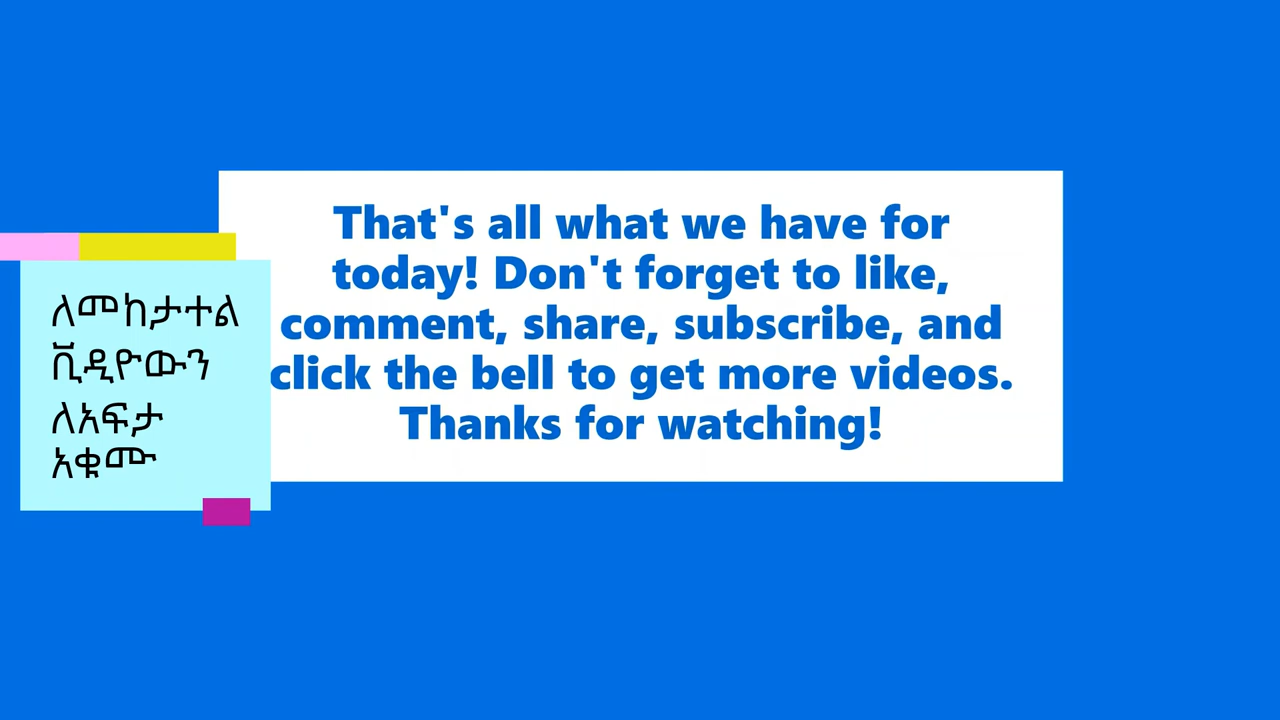 That's all what we have for
today! Don't forget to like,
comment, share, subscribe, and
click the bell to get more videos.
Thanks for watching!
ለመከታተል
ቪዲዮውን
ለአፍታ
አቁሙ